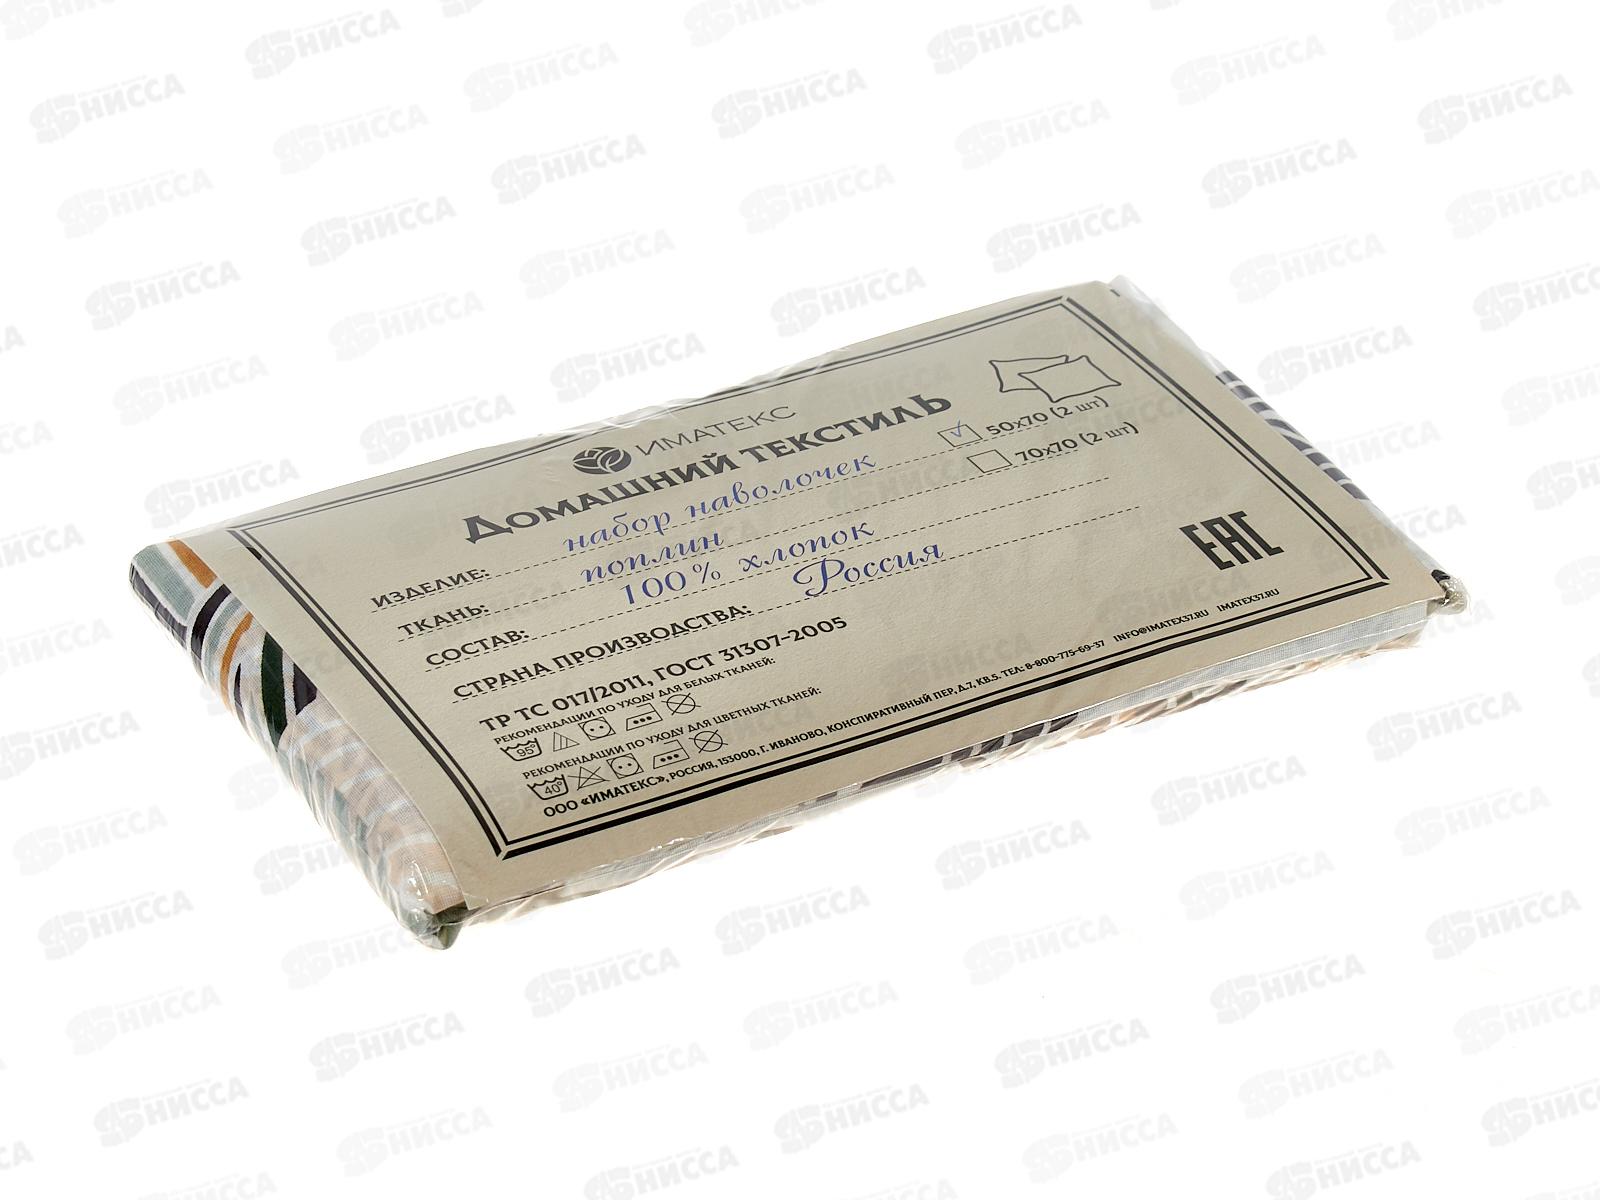 ИМАТЕКС
ДОМАШНИЙ ТЕКСТИЛЬ
50х70 (2 шт)
70х70 (2 шт)
ИЗДЕЛИЕ: набор наволочек
ТКАНЬ: поплин
СОСТАВ: 100% хлопок
СТРАНА ПРОИЗВОДСТВА: Россия
ТР ТС 017/2011, ГОСТ 31307-2005
РЕКОМЕНДАЦИИ ПО УХОДУ ДЛЯ БЕЛЫХ ТКАНЕЙ:
95°
РЕКОМЕНДАЦИИ ПО УХОДУ ДЛЯ ЦВЕТНЫХ ТКАНЕЙ:
40°
ООО «ИМАТЕКС», РОССИЯ, 153000, Г. ИВАНОВО, КОНСПИРАТИВНЫЙ ПЕР, Д.7, КВ.5. ТЕЛ: 8-800-775-69-37 INFO@IMATEX37.RU IMATEX37.RU
ЕАС
НИССА